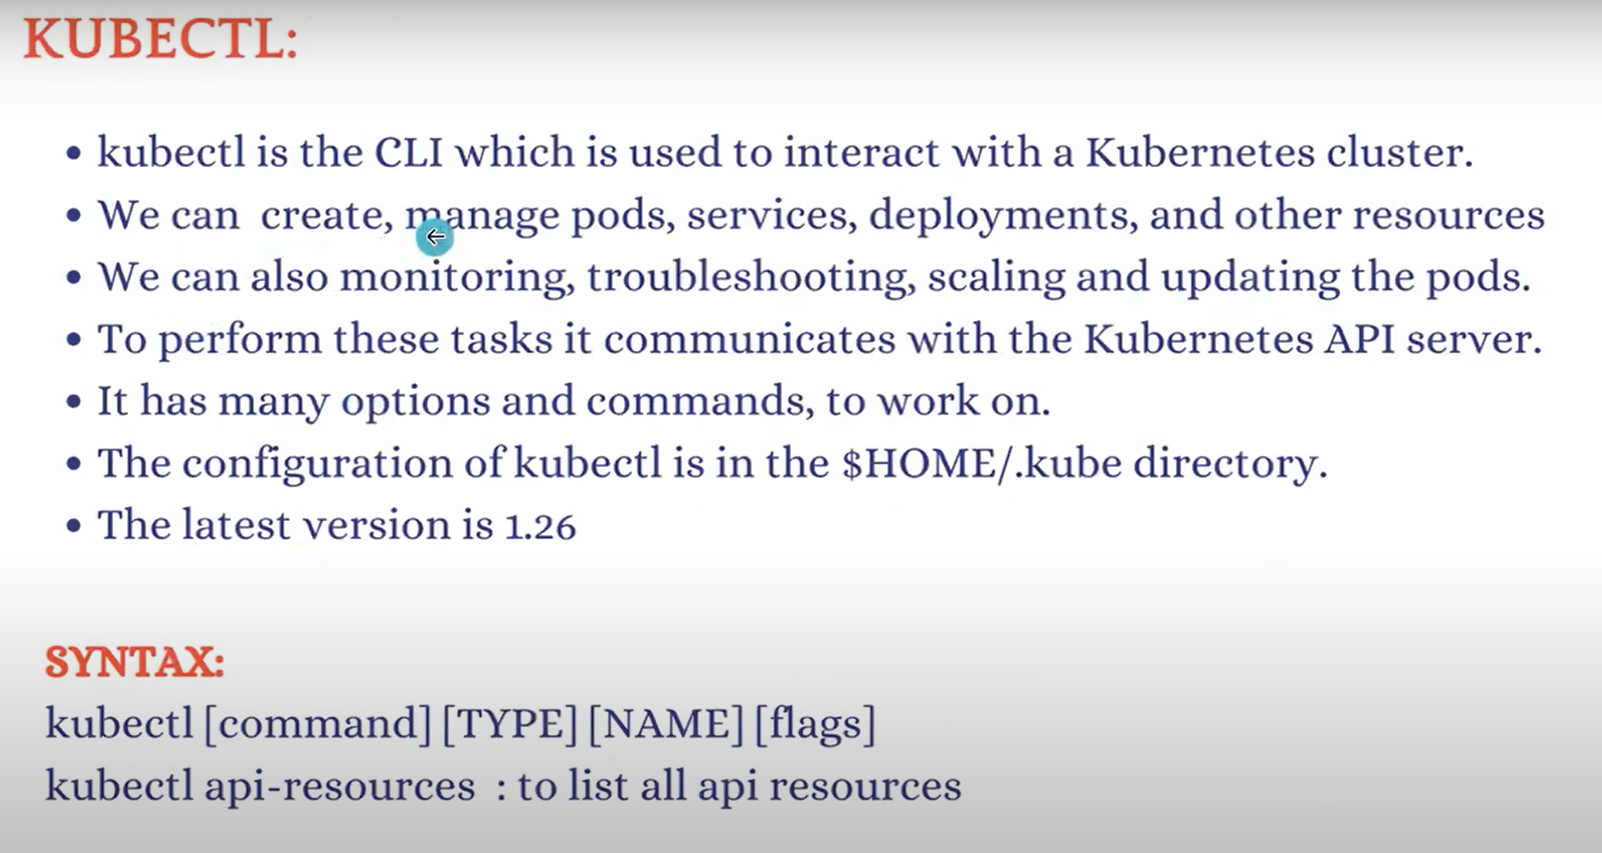 KUBECTL:
• kubectl is the CLI which is used to interact with a Kubernetes cluster.
• We can create, manage pods, services, deployments, and other resources
• We can also monitoring, troubleshooting, scaling and updating the pods.
• To perform these tasks it communicates with the Kubernetes API server.
• It has many options and commands, to work on.
• The configuration of kubectl is in the $HOME/.kube directory.
• The latest version is 1.26
SYNTAX:
kubectl [command] [TYPE] [NAME] [flags]
kubectl api-resources : to list all api resources